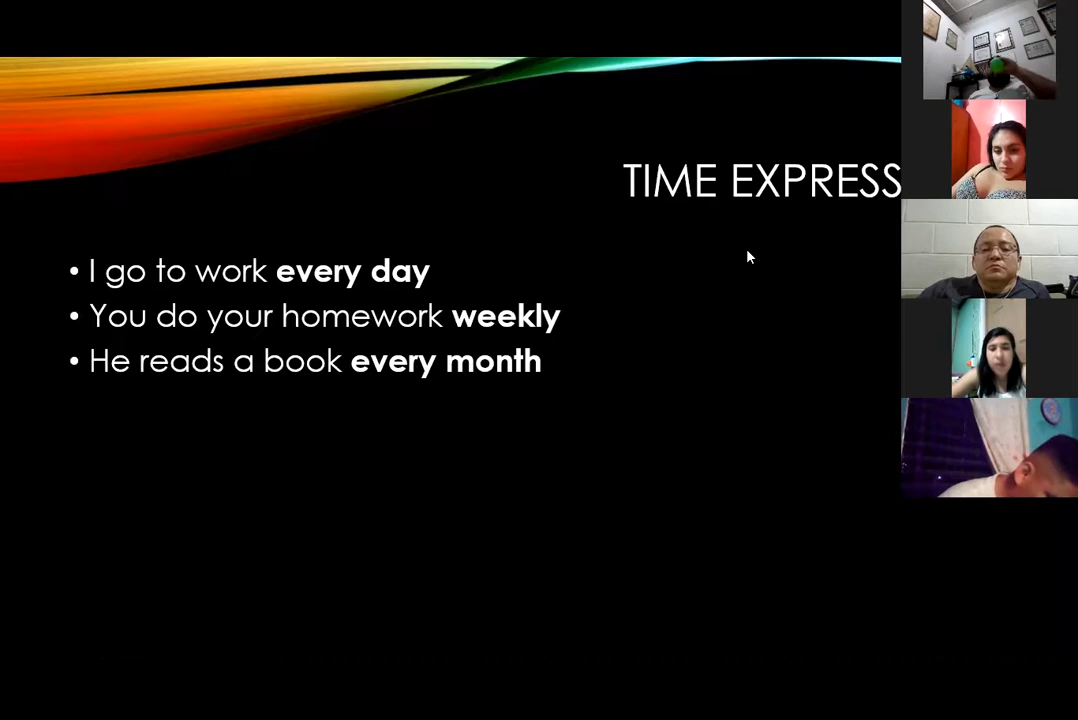 TIME EXPRESS
• I go to work every day
• You do your homework weekly
• He reads a book every month